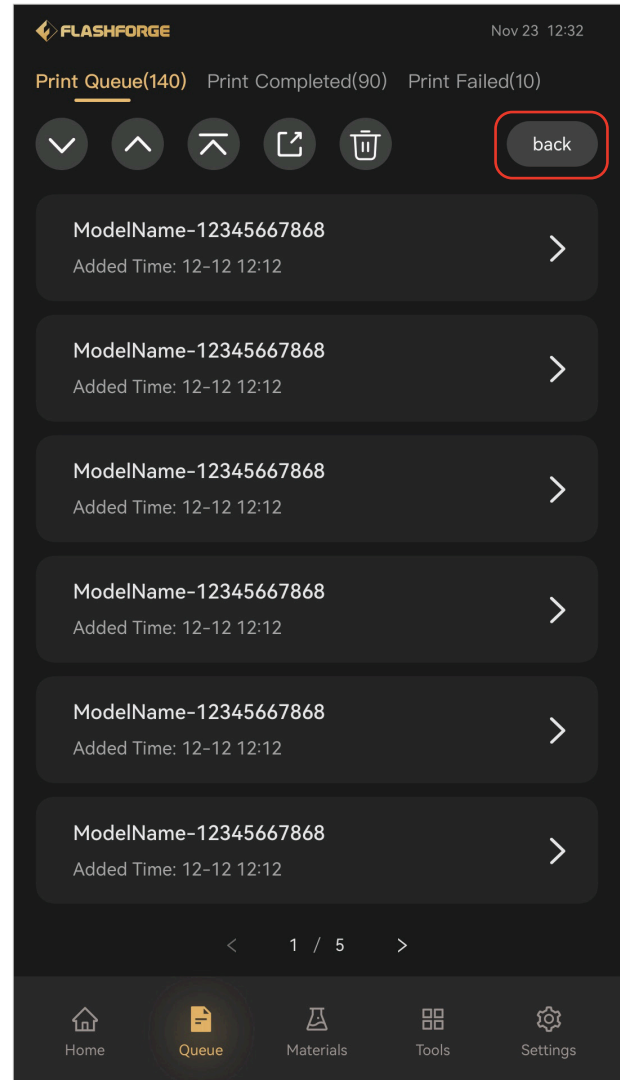 FLASHFORGE
Nov 23 12:32
Print Queue(140) Print Completed(90) Print Failed(10)
back
ModelName-12345667868
Added Time: 12-12 12:12
ModelName-12345667868
Added Time: 12-12 12:12
ModelName-12345667868
Added Time: 12-12 12:12
ModelName-12345667868
Added Time: 12-12 12:12
ModelName-12345667868
Added Time: 12-12 12:12
ModelName-12345667868
Added Time: 12-12 12:12
< 1 / 5 >
Home Queue Materials Tools Settings